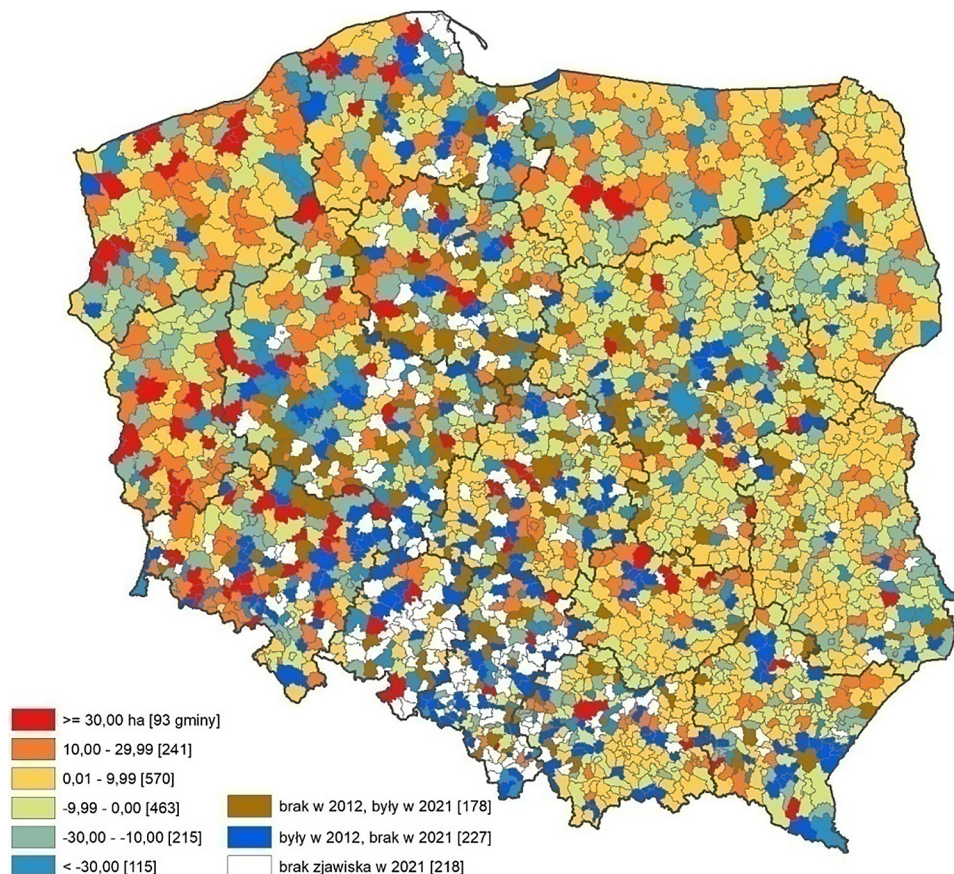 >= 30,00 ha [93 gminy]
10,00 - 29,99 [241]
0,01 - 9,99 [570]
-9,99 - 0,00 [463]
-30,00 - -10,00 [215]
< -30,00 [115]
brak w 2012, były w 2021 [178]
były w 2012, brak w 2021 [227]
brak zjawiska w 2021 [218]